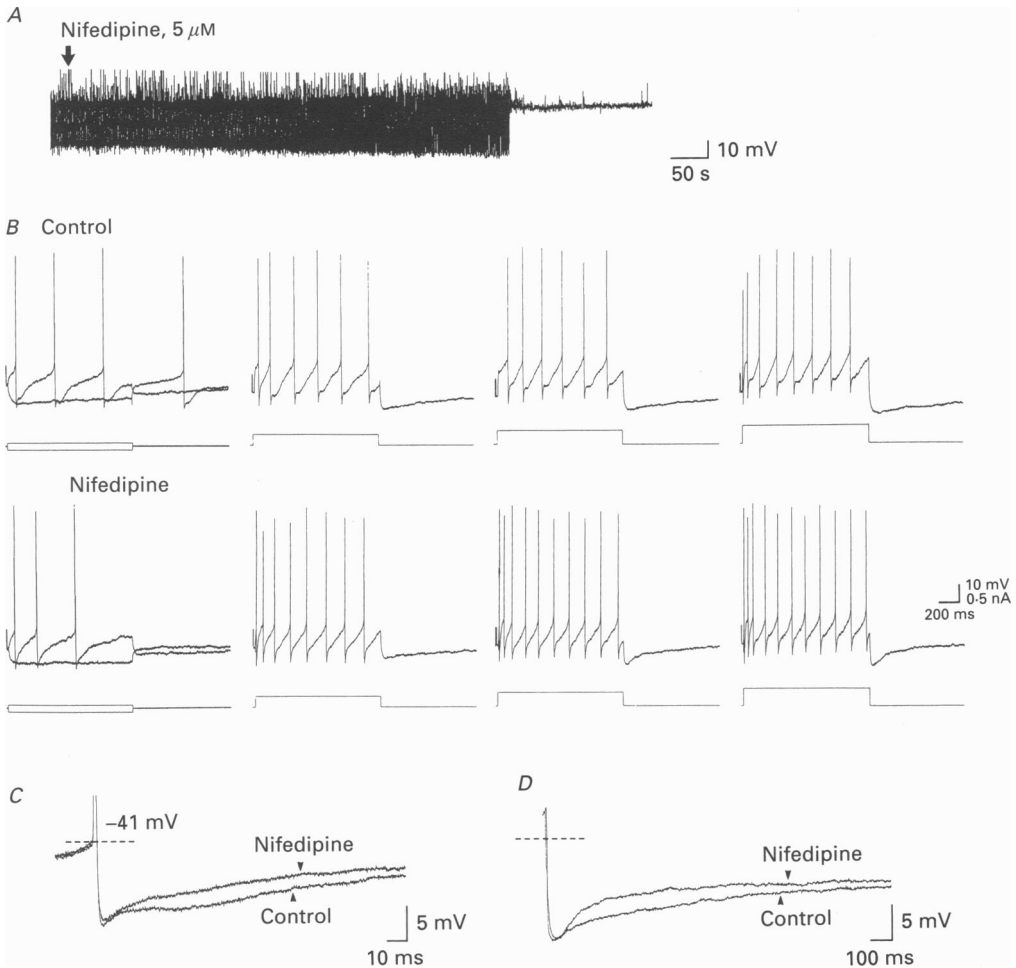 A
Nifedipine, 5 μM
10 mV
50 s
B Control
Nifedipine
10 mV
0·5 nA
200 ms
C
−41 mV
Nifedipine
Control
5 mV
10 ms
D
Nifedipine
Control
5 mV
100 ms